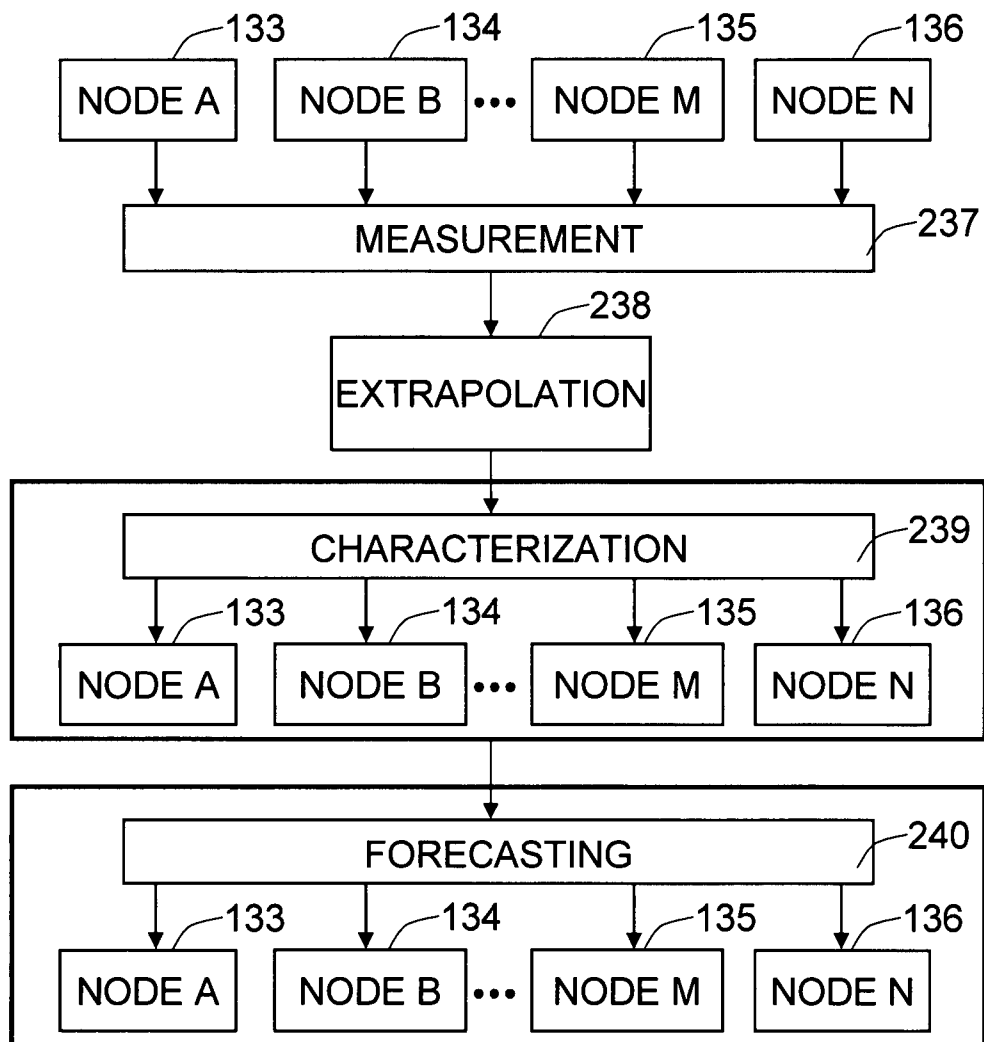 133 134 135 136
NODE A NODE B ••• NODE M NODE N
MEASUREMENT 237
238
EXTRAPOLATION
CHARACTERIZATION 239
133 134 135 136
NODE A NODE B ••• NODE M NODE N
FORECASTING 240
133 134 135 136
NODE A NODE B ••• NODE M NODE N